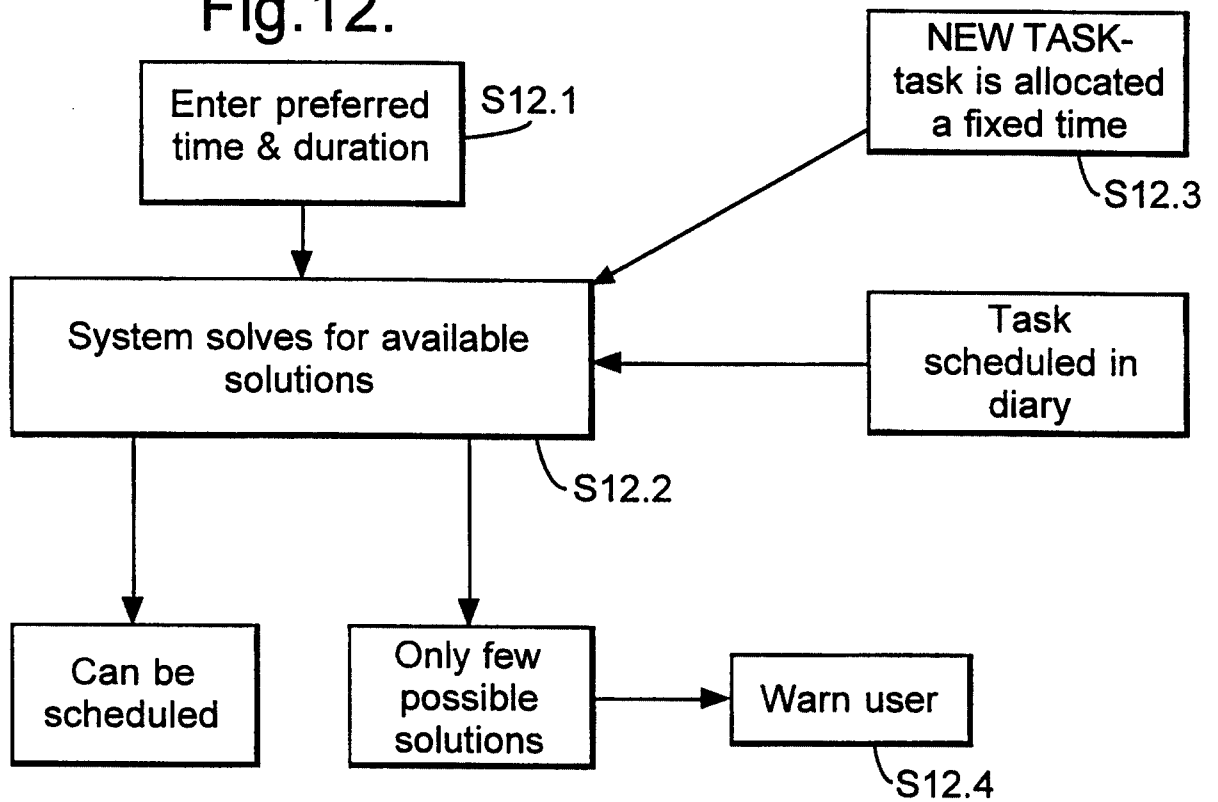 Fig.12.
Enter preferred
time & duration
S12.1
NEW TASK-
task is allocated
a fixed time
S12.3
System solves for available
solutions
S12.2
Task
scheduled in
diary
Can be
scheduled
Only few
possible
solutions
Warn user
S12.4